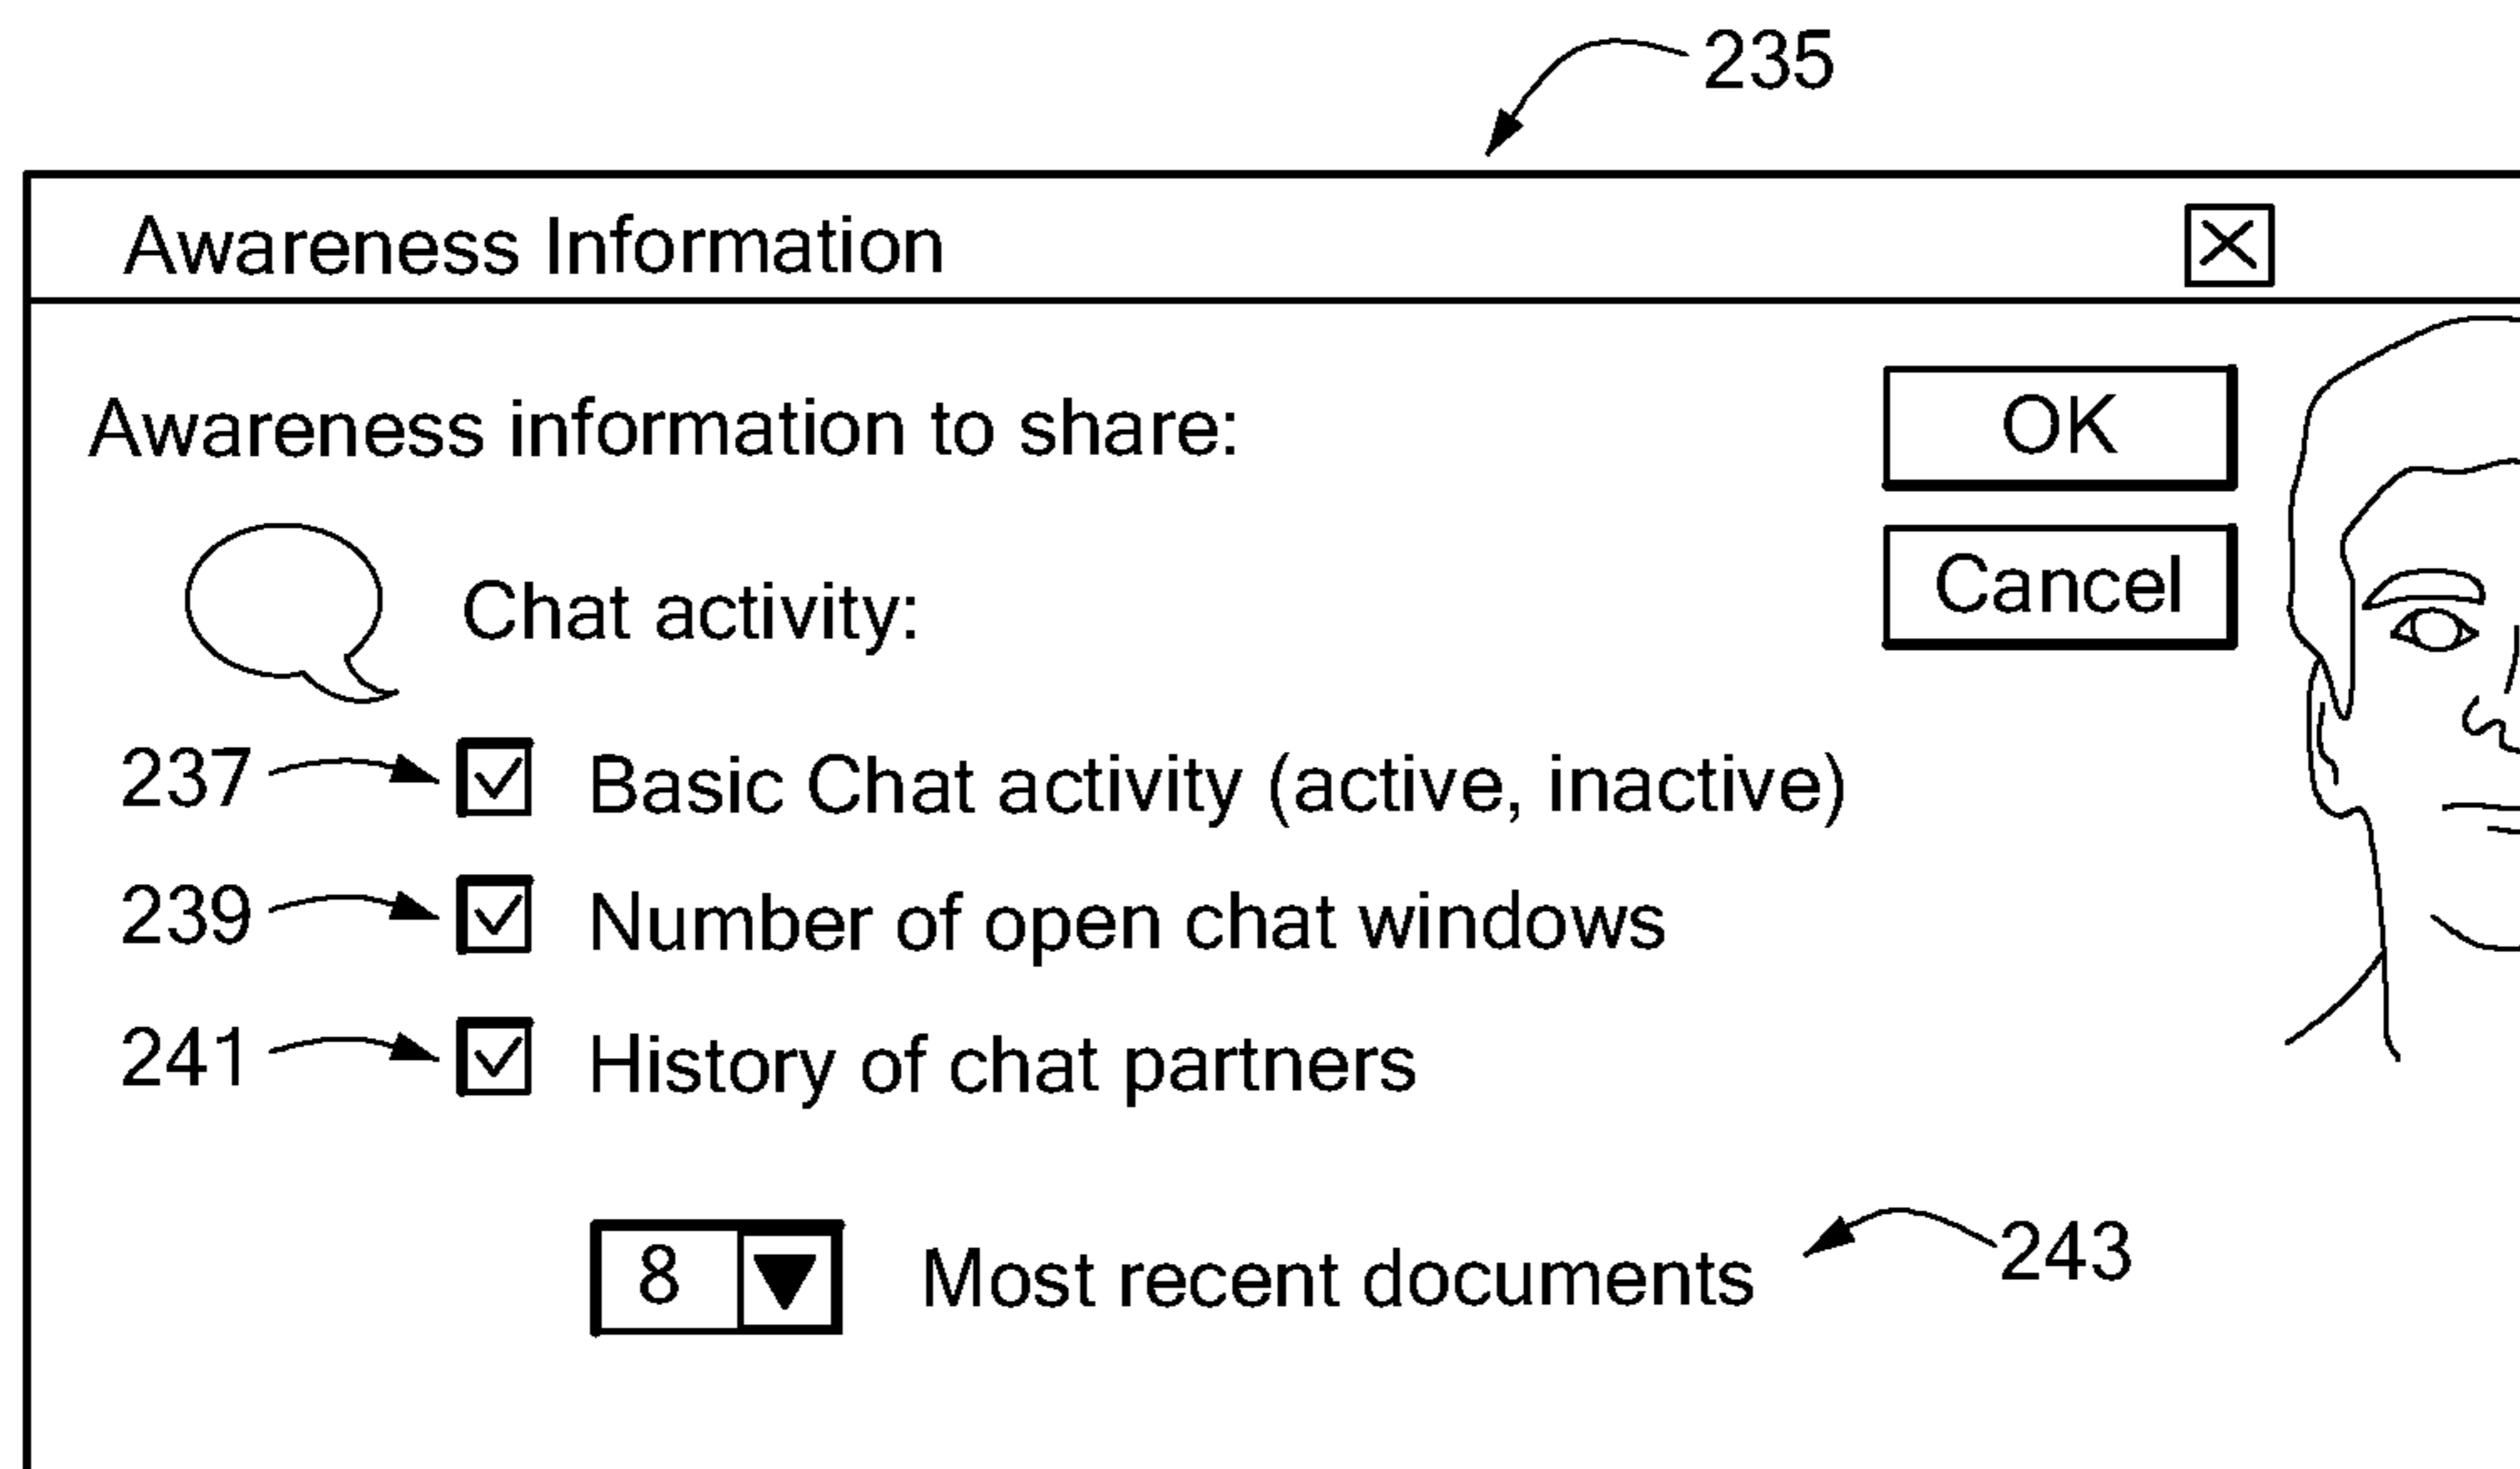 235
Awareness Information
Awareness information to share:
OK
Chat activity:
Cancel
237 Basic Chat activity (active, inactive)
239 Number of open chat windows
241 History of chat partners
8 Most recent documents 243